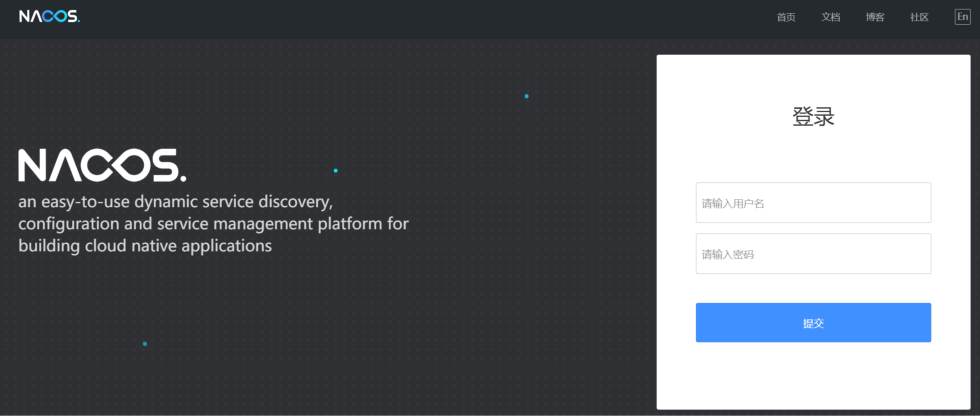 NACOS.
首页 文档 博客 社区 En
登录
NACOS.
an easy-to-use dynamic service discovery,
configuration and service management platform for
building cloud native applications
请输入用户名
请输入密码
提交